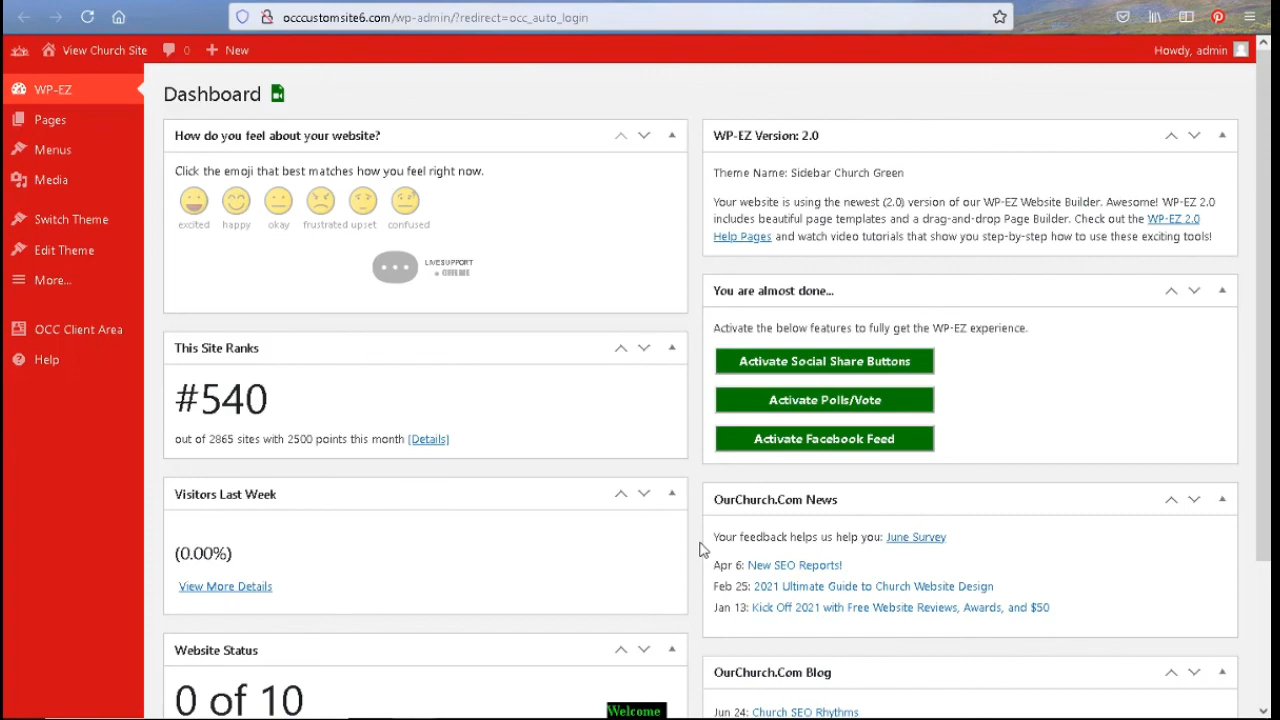 occcustomsite6.com/wp-admin/?redirect=occ_auto_login
View Church Site 0 New Howdy, admin
WP-EZ
Pages
Menus
Media
Switch Theme
Edit Theme
More...
OCC Client Area
Help
Dashboard
How do you feel about your website?
Click the emoji that best matches how you feel right now.
excited happy okay frustrated upset confused
LIVESUPPORT
OFFLINE
This Site Ranks
#540
out of 2865 sites with 2500 points this month [Details]
Visitors Last Week
(0.00%)
View More Details
Website Status
0 of 10
WP-EZ Version: 2.0
Theme Name: Sidebar Church Green
Your website is using the newest (2.0) version of our WP-EZ Website Builder. Awesome! WP-EZ 2.0
includes beautiful page templates and a drag-and-drop Page Builder. Check out the WP-EZ 2.0
Help Pages and watch video tutorials that show you step-by-step how to use these exciting tools!
You are almost done...
Activate the below features to fully get the WP-EZ experience.
Activate Social Share Buttons
Activate Polls/Vote
Activate Facebook Feed
OurChurch.Com News
Your feedback helps us help you: June Survey
Apr 6: New SEO Reports!
Feb 25: 2021 Ultimate Guide to Church Website Design
Jan 13: Kick Off 2021 with Free Website Reviews, Awards, and $50
OurChurch.Com Blog
Jun 24: Church SEO Rhythms
Welcome